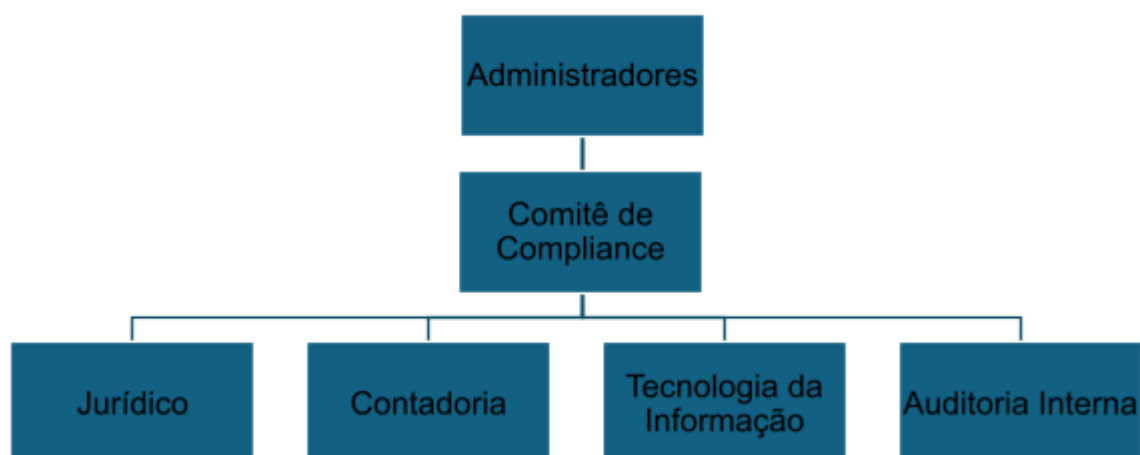 Administradores
Comitê de
Compliance
Jurídico
Contadoria
Tecnologia da
Informação
Auditoria Interna